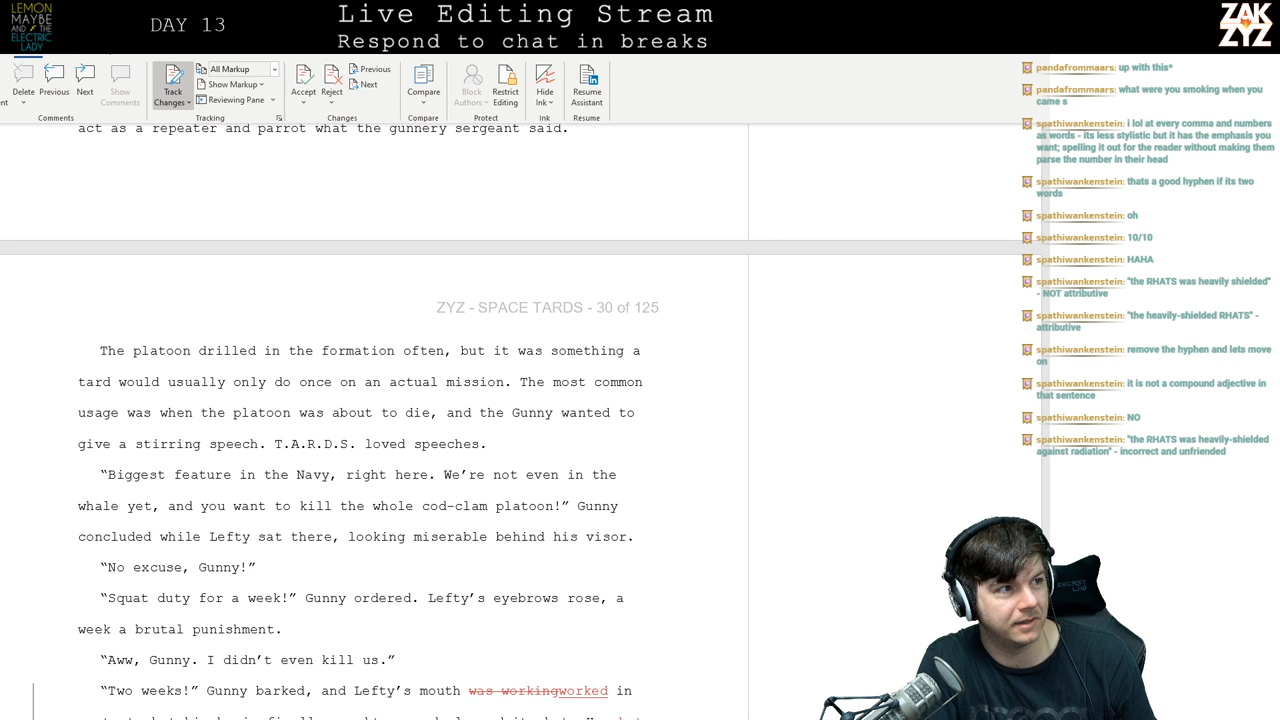 LEMON
MAYBE
AND THE
ELECTRIC
LADY
DAY 13
Live Editing Stream
Respond to chat in breaks
ZAK
ZYZ
Delete
Previous
Next
Show
Comments
Comments
Track
Changes
All Markup
Show Markup
Reviewing Pane
Tracking
Accept
Reject
Previous
Next
Changes
Compare
Compare
Block
Authors
Restrict
Editing
Protect
Hide
Ink
Ink
Resume
Assistant
Resume
act as a repeater and parrot what the gunnery sergeant said.
ZYZ - SPACE TARDS - 30 of 125
The platoon drilled in the formation often, but it was something a
tard would usually only do once on an actual mission. The most common
usage was when the platoon was about to die, and the Gunny wanted to
give a stirring speech. T.A.R.D.S. loved speeches.
“Biggest feature in the Navy, right here. We’re not even in the
whale yet, and you want to kill the whole cod-clam platoon!” Gunny
concluded while Lefty sat there, looking miserable behind his visor.
“No excuse, Gunny!”
“Squat duty for a week!” Gunny ordered. Lefty’s eyebrows rose, a
week a brutal punishment.
“Aww, Gunny. I didn’t even kill us.”
“Two weeks!” Gunny barked, and Lefty’s mouth was workingworked in
pandafrommaars: up with this*
pandafrommaars: what were you smoking when you
came s
spathiwankenstein: i lol at every comma and numbers
as words - its less stylistic but it has the emphasis you
want; spelling it out for the reader without making them
parse the number in their head
spathiwankenstein: thats a good hyphen if its two
words
spathiwankenstein: oh
spathiwankenstein: 10/10
spathiwankenstein: HAHA
spathiwankenstein: "the RHATS was heavily shielded"
- NOT attributive
spathiwankenstein: "the heavily-shielded RHATS" -
attributive
spathiwankenstein: remove the hyphen and lets move
on
spathiwankenstein: it is not a compound adjective in
that sentence
spathiwankenstein: NO
spathiwankenstein: "the RHATS was heavily-shielded
against radiation" - incorrect and unfriended